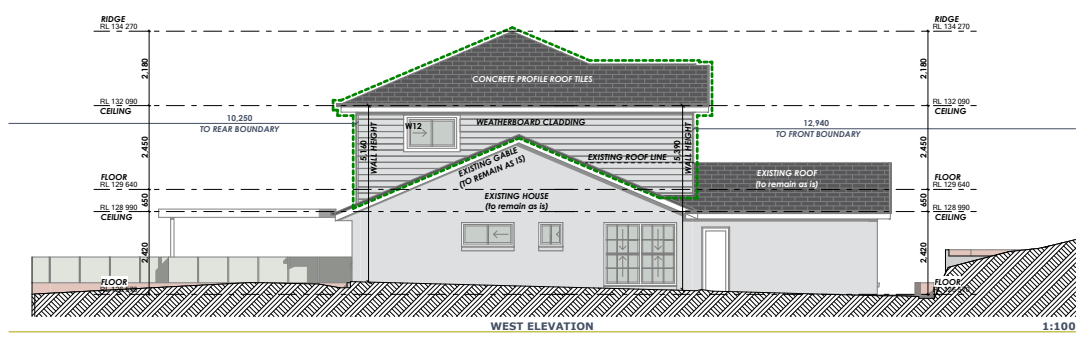 RIDGE
RL 134 270
RIDGE
RL 134 270
2,180
2,180
CONCRETE PROFILE ROOF TILES
RL 132 090
CEILING
RL 132 090
CEILING
10,250
TO REAR BOUNDARY
W12
WEATHERBOARD CLADDING
12,940
TO FRONT BOUNDARY
2,450
5,160
WALL HEIGHT
5,390
WALL HEIGHT
2,450
EXISTING GABLE
(TO REMAIN AS IS)
EXISTING ROOF LINE
EXISTING ROOF
(to remain as is)
FLOOR
RL 129 640
FLOOR
RL 129 640
650
EXISTING HOUSE
(to remain as is)
650
RL 128 990
CEILING
RL 128 990
CEILING
2,420
2,420
FLOOR
FLOOR
WEST ELEVATION
1:100